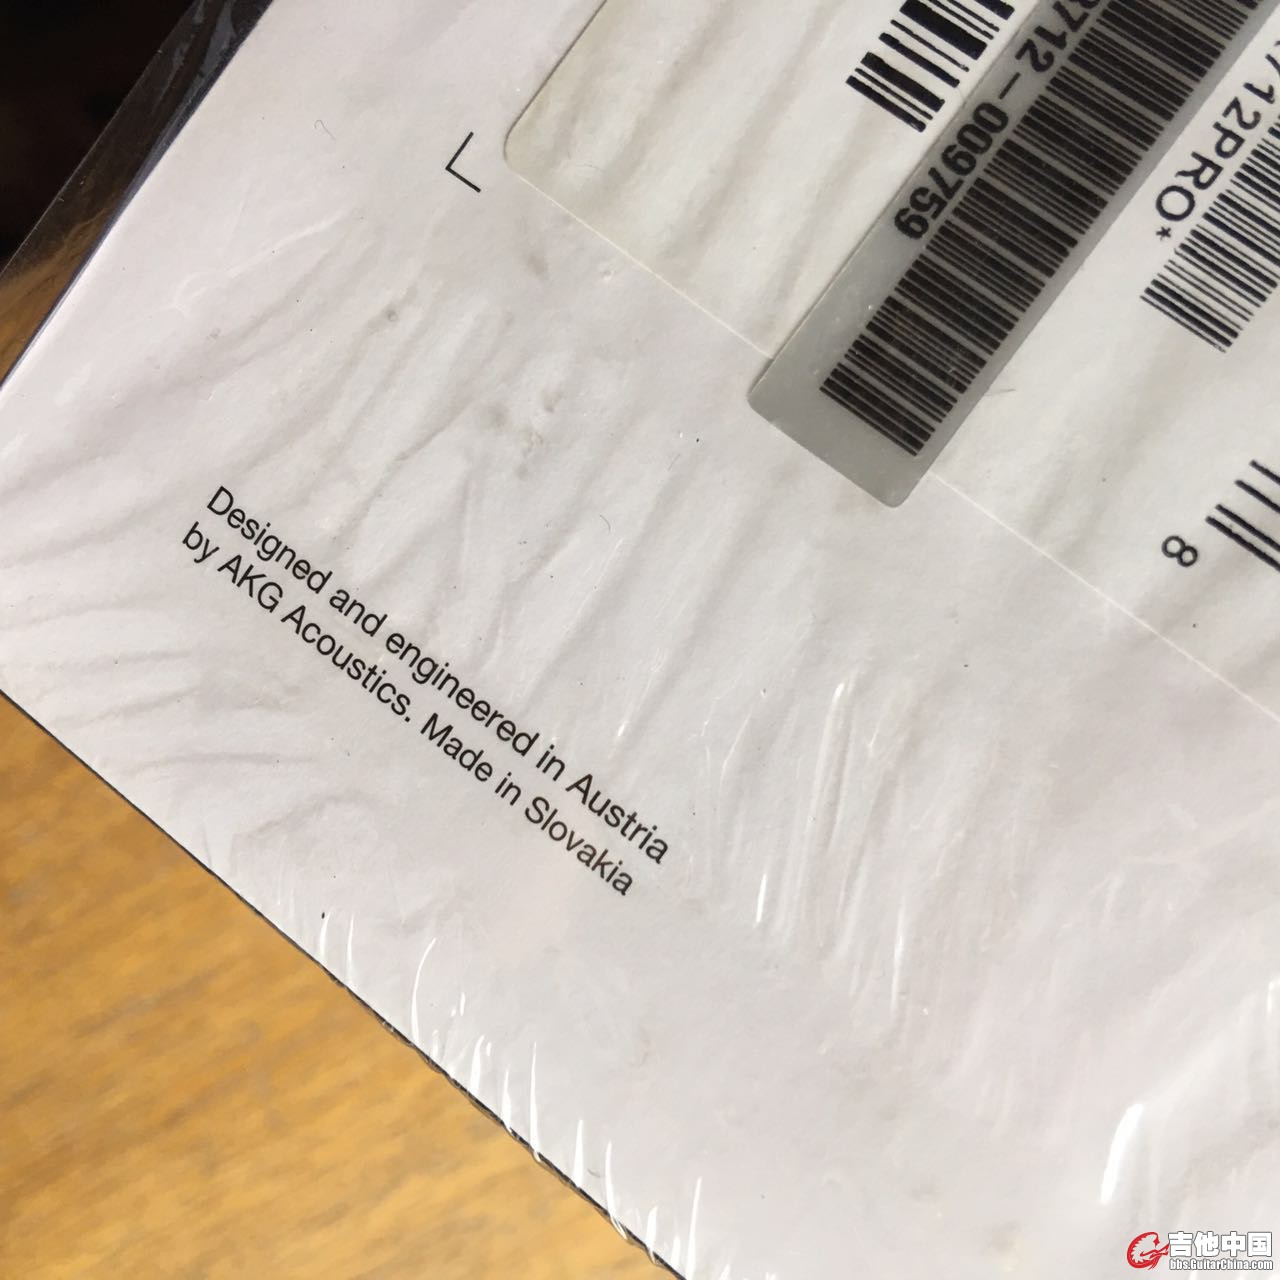 712-009759
712PRO*
8
Designed and engineered in Austria
by AKG Acoustics. Made in Slovakia
吉他中国
bbs.GuitarChina.com